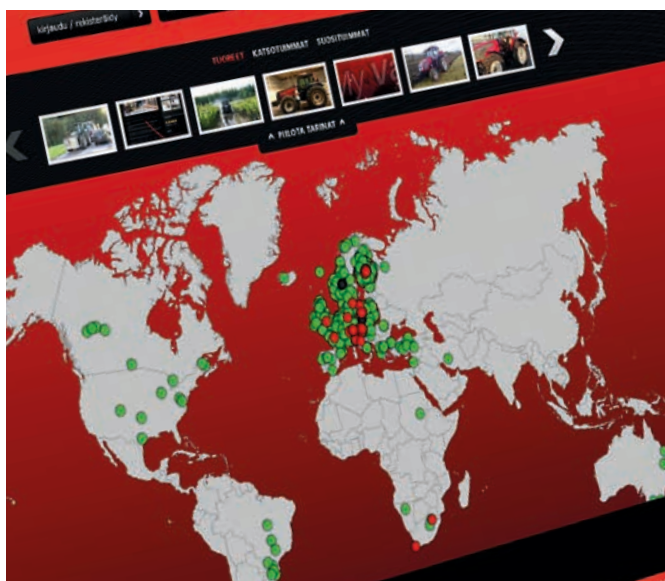 kirjaudu / rekisteröidy
TUOREET KATSOTUIMMAT SUOSITUIMMAT
^ PIILOTA TARINAT ^